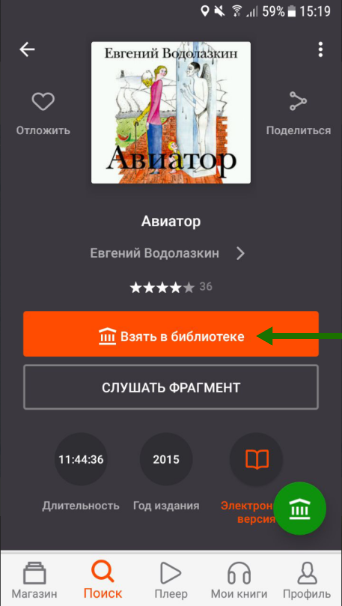 59% 15:19
Евгений Водолазкин
Авиатор
Отложить
Поделиться
Авиатор
Евгений Водолазкин
36
Взять в библиотеке
СЛУШАТЬ ФРАГМЕНТ
11:44:36
2015
Длительность
Год издания
версия
Магазин
Поиск
Плеер
Мои книги
Профиль